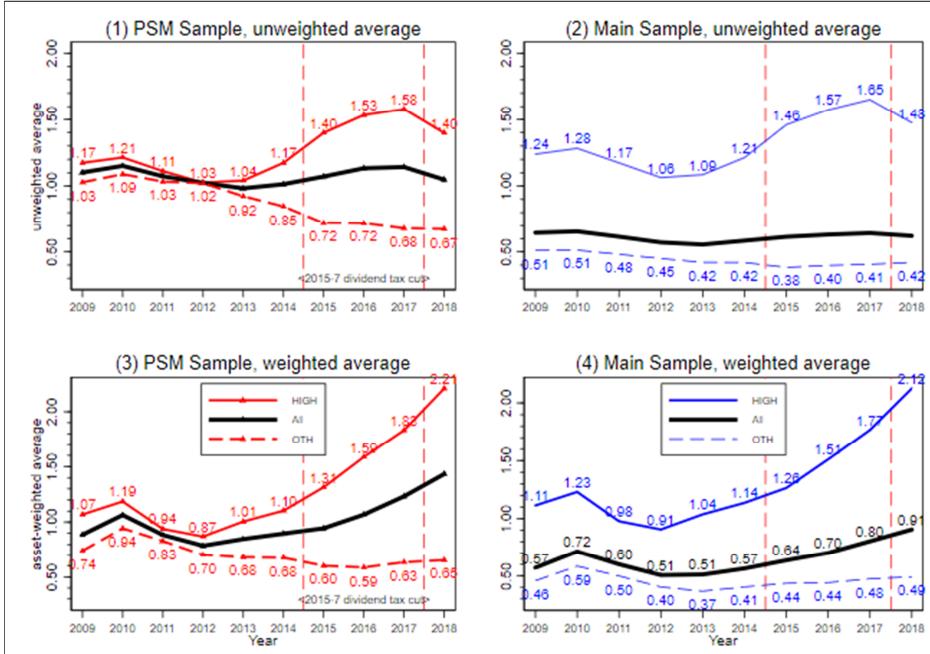 (1) PSM Sample, unweighted average
unweighted average
2.00
1.50
1.00
0.50
1.17 1.21 1.11 1.03 1.04 1.17 1.40 1.53 1.58 1.40
1.03 1.09 1.03 1.02 0.92 0.85 0.72 0.72 0.68 0.67
<2015-7 dividend tax cut>
2009 2010 2011 2012 2013 2014 2015 2016 2017 2018
(2) Main Sample, unweighted average
2.00
1.50
1.00
0.50
1.24 1.28 1.17 1.06 1.09 1.21 1.46 1.57 1.65 1.48
0.51 0.51 0.48 0.45 0.42 0.42 0.38 0.40 0.41 0.42
2009 2010 2011 2012 2013 2014 2015 2016 2017 2018
(3) PSM Sample, weighted average
asset-weighted average
2.00
1.50
1.00
0.50
HIGH
All
OTH
1.07 1.19 0.94 0.87 1.01 1.10 1.31 1.59 1.83 2.21
0.74 0.94 0.83 0.70 0.68 0.68 0.60 0.59 0.63 0.65
<2015-7 dividend tax cut>
2009 2010 2011 2012 2013 2014 2015 2016 2017 2018
Year
(4) Main Sample, weighted average
2.00
1.50
1.00
0.50
HIGH
All
OTH
1.11 1.23 0.98 0.91 1.04 1.14 1.26 1.51 1.77 2.12
0.57 0.72 0.60 0.51 0.51 0.57 0.64 0.70 0.80 0.91
0.46 0.59 0.50 0.40 0.37 0.41 0.44 0.44 0.48 0.49
2009 2010 2011 2012 2013 2014 2015 2016 2017 2018
Year